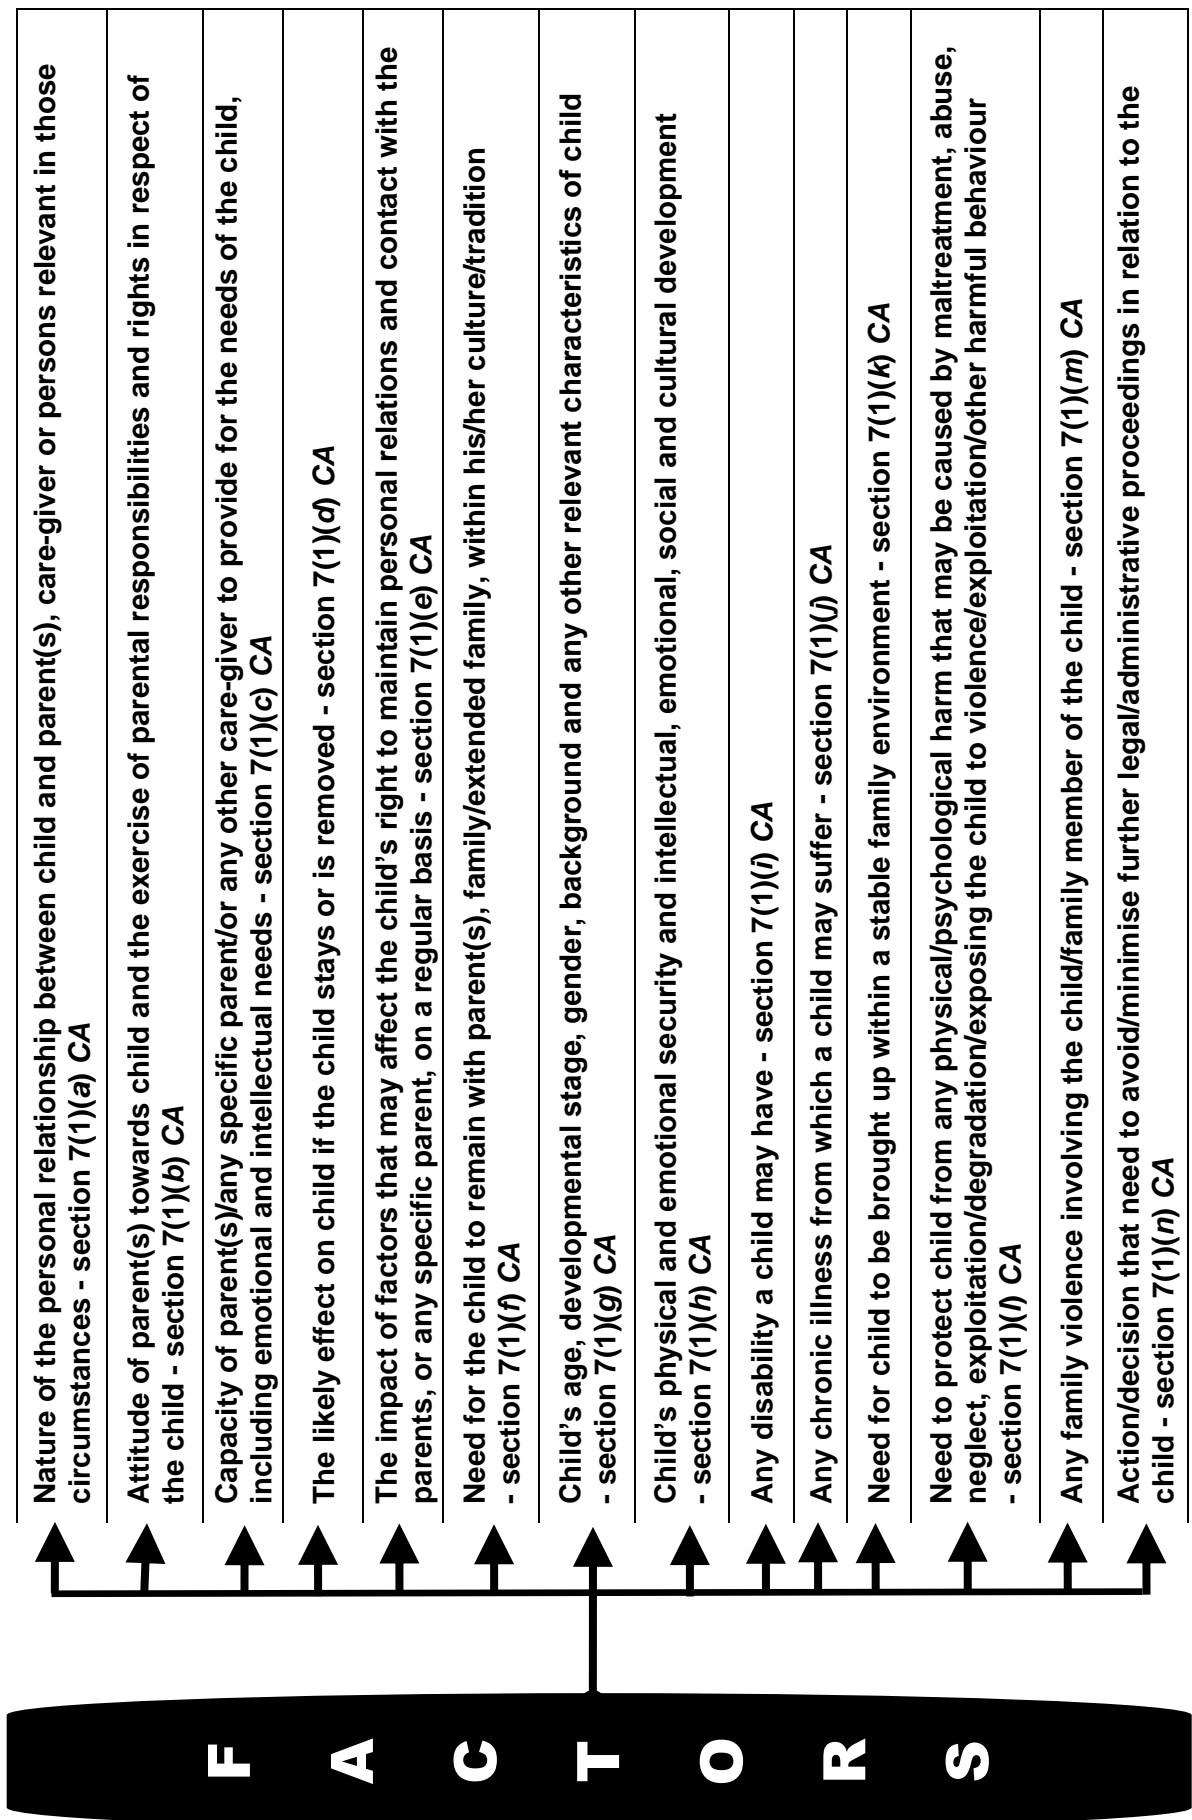 FACTORS
Nature of the personal relationship between child and parent(s), care-giver or persons relevant in those
circumstances - section 7(1)(a) CA
Attitude of parent(s) towards child and the exercise of parental responsibilities and rights in respect of
the child - section 7(1)(b) CA
Capacity of parent(s)/any specific parent/or any other care-giver to provide for the needs of the child,
including emotional and intellectual needs - section 7(1)(c) CA
The likely effect on child if the child stays or is removed - section 7(1)(d) CA
The impact of factors that may affect the child's right to maintain personal relations and contact with the
parents, or any specific parent, on a regular basis - section 7(1)(e) CA
Need for the child to remain with parent(s), family/extended family, within his/her culture/tradition
- section 7(1)(f) CA
Child's age, developmental stage, gender, background and any other relevant characteristics of child
- section 7(1)(g) CA
Child's physical and emotional security and intellectual, emotional, social and cultural development
- section 7(1)(h) CA
Any disability a child may have - section 7(1)(i) CA
Any chronic illness from which a child may suffer - section 7(1)(j) CA
Need for child to be brought up within a stable family environment - section 7(1)(k) CA
Need to protect child from any physical/psychological harm that may be caused by maltreatment, abuse,
neglect, exploitation/degradation/exposing the child to violence/exploitation/other harmful behaviour
- section 7(1)(l) CA
Any family violence involving the child/family member of the child - section 7(1)(m) CA
Action/decision that need to avoid/minimise further legal/administrative proceedings in relation to the
child - section 7(1)(n) CA